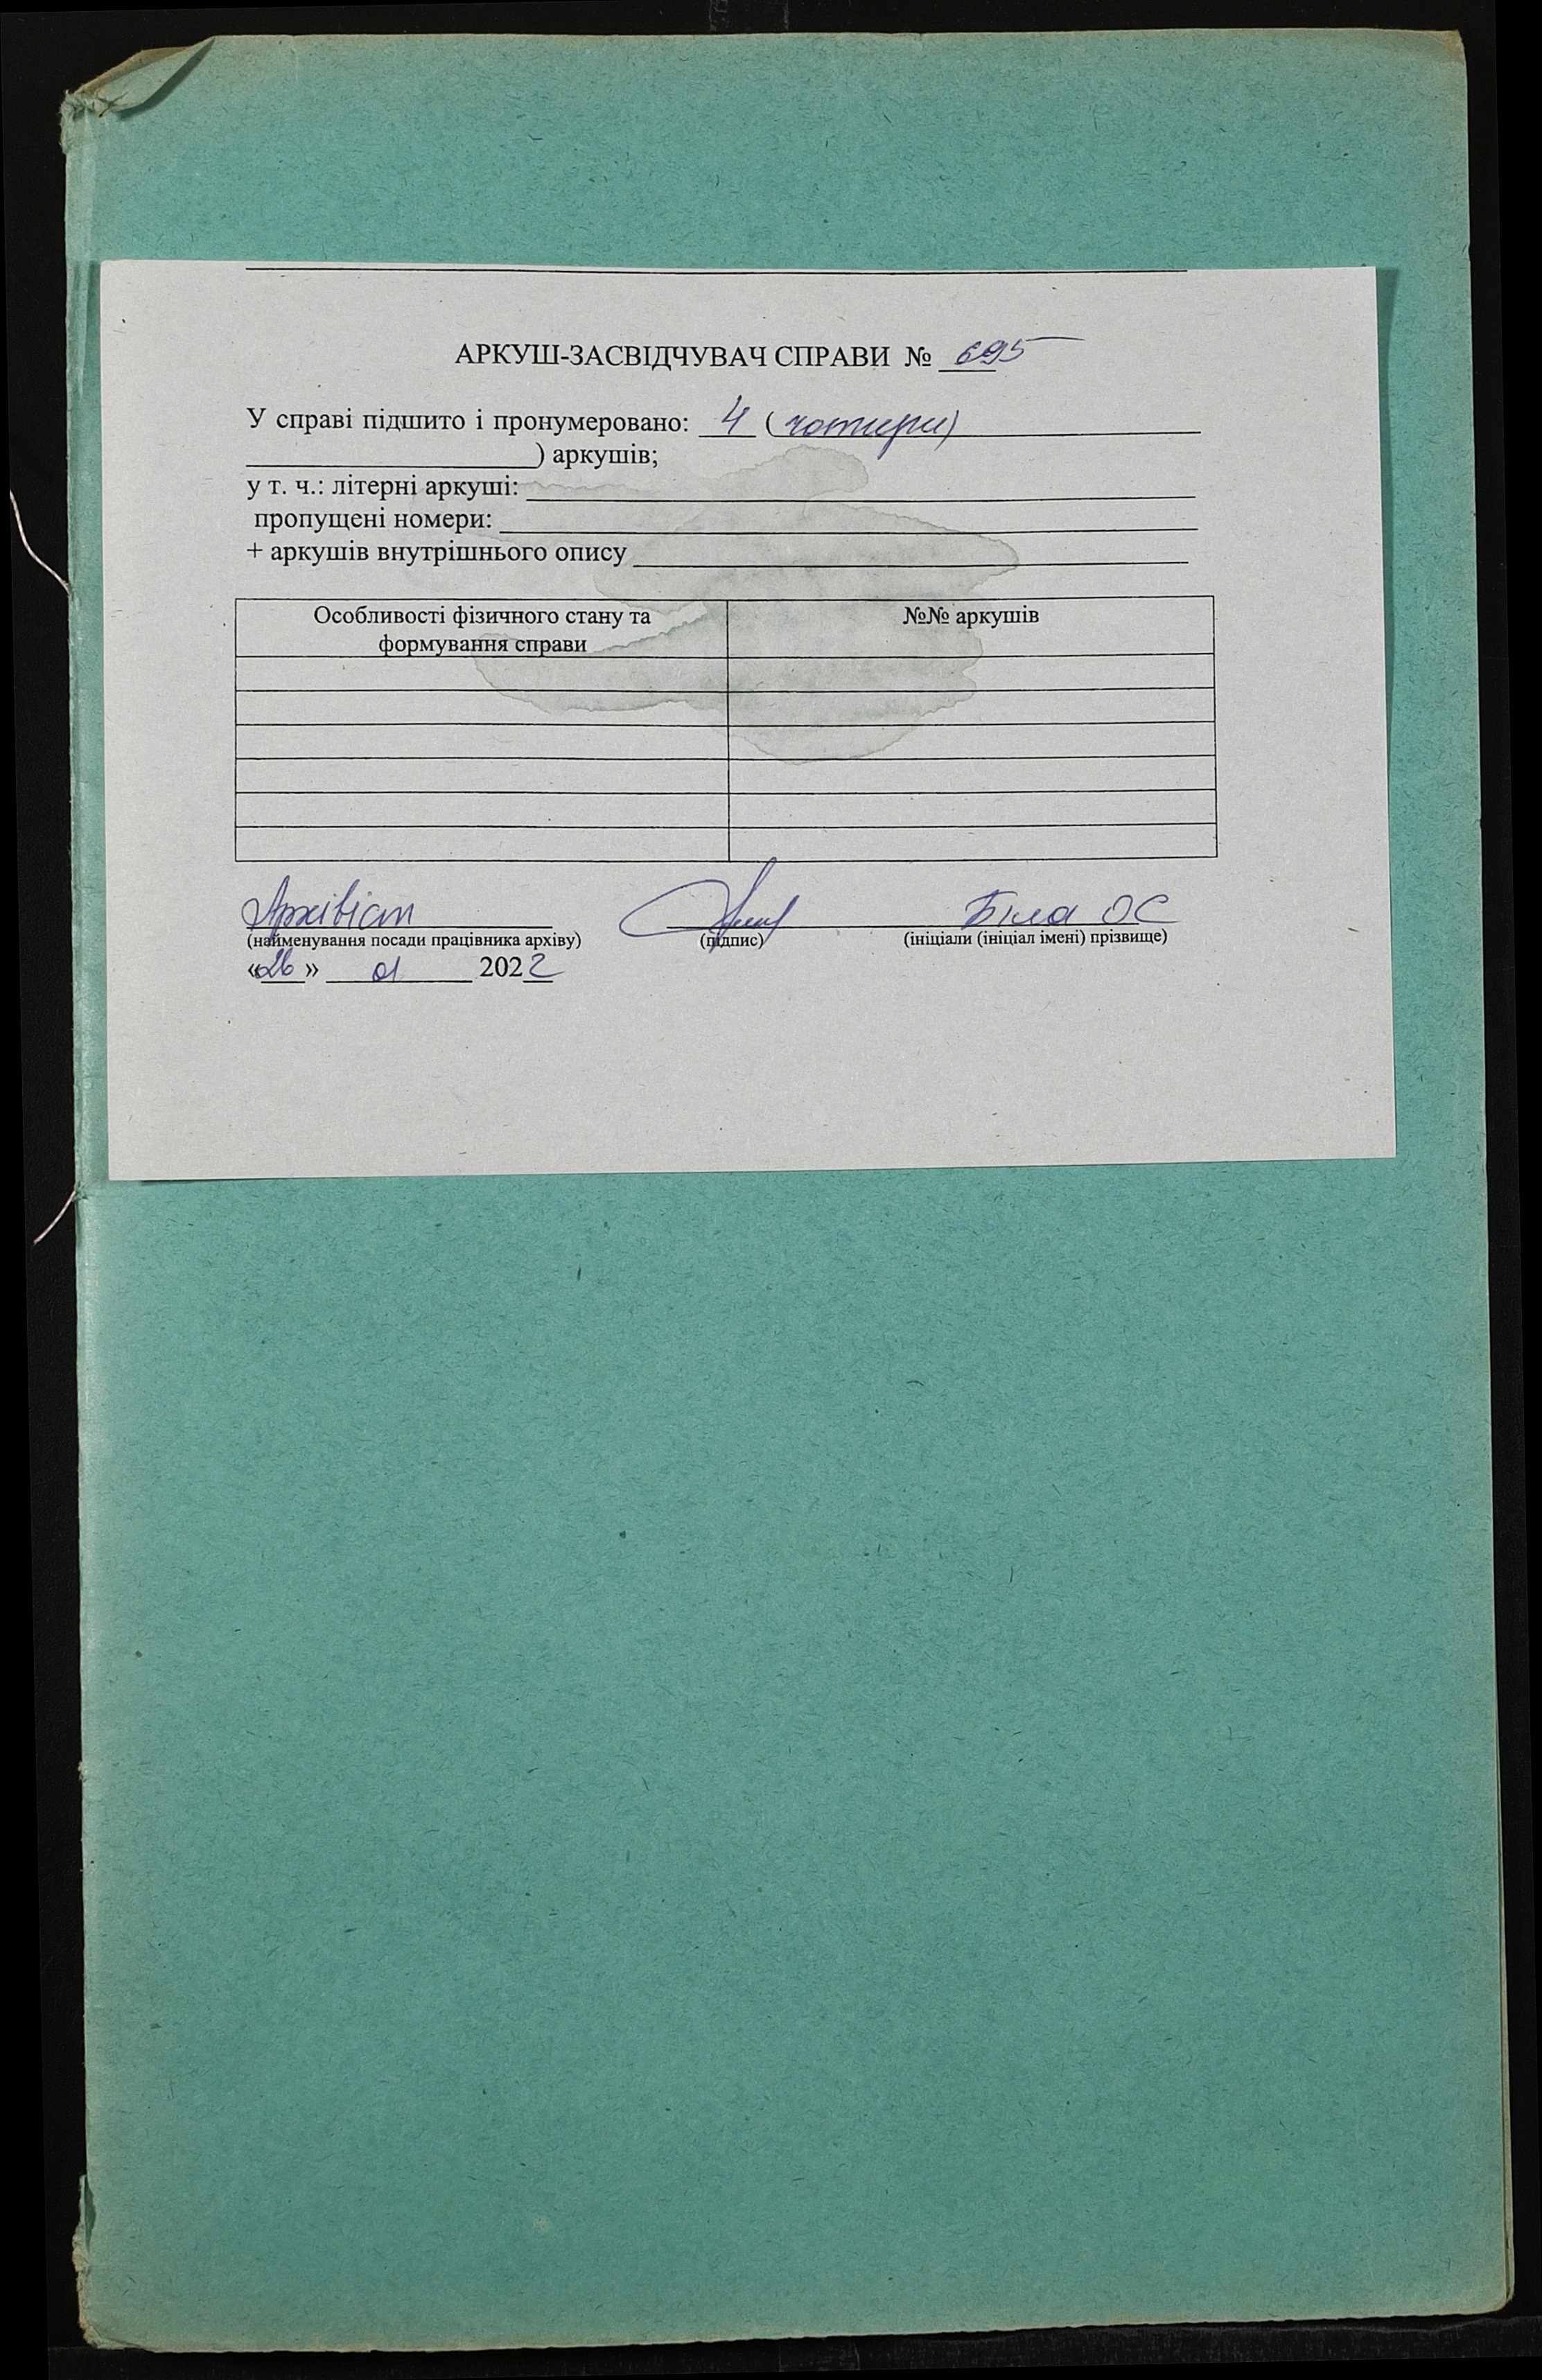 АРКУШ-ЗАСВІДЧУВАЧ СПРАВИ № 695
У справі підшито і пронумеровано: 4 (чотири)
) аркушів;
у т. ч.: літерні аркуші:
пропущені номери:
+ аркушів внутрішнього опису
Особливості фізичного стану та формування справи №№ аркушів
Архівіст Біла ОС
(найменування посади працівника архіву) (підпис) (ініціали (ініціал імені) прізвище)
«26» 01 2022